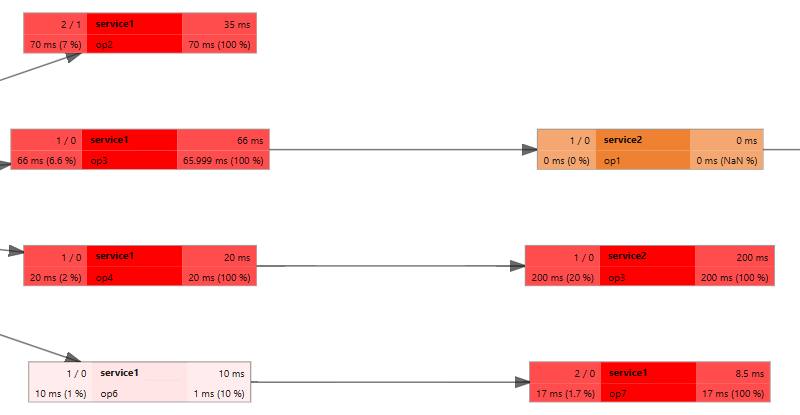 2 / 1 service1 35 ms
70 ms (7 %) op2 70 ms (100 %)
1 / 0 service1 66 ms
66 ms (6.6 %) op3 65.999 ms (100 %)
1 / 0 service2 0 ms
0 ms (0 %) op1 0 ms (NaN %)
1 / 0 service1 20 ms
20 ms (2 %) op4 20 ms (100 %)
1 / 0 service2 200 ms
200 ms (20 %) op3 200 ms (100 %)
1 / 0 service1 10 ms
10 ms (1 %) op6 1 ms (10 %)
2 / 0 service1 8.5 ms
17 ms (1.7 %) op7 17 ms (100 %)